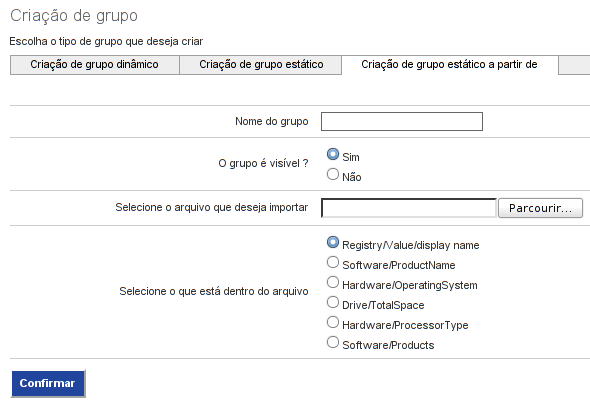 Criação de grupo
Escolha o tipo de grupo que deseja criar
Criação de grupo dinâmico
Criação de grupo estático
Criação de grupo estático a partir de
Nome do grupo
O grupo é visível ?
Sim
Não
Selecione o arquivo que deseja importar
Parcourir...
Selecione o que está dentro do arquivo
Registry/Value/display name
Software/ProductName
Hardware/OperatingSystem
Drive/TotalSpace
Hardware/ProcessorType
Software/Products
Confirmar